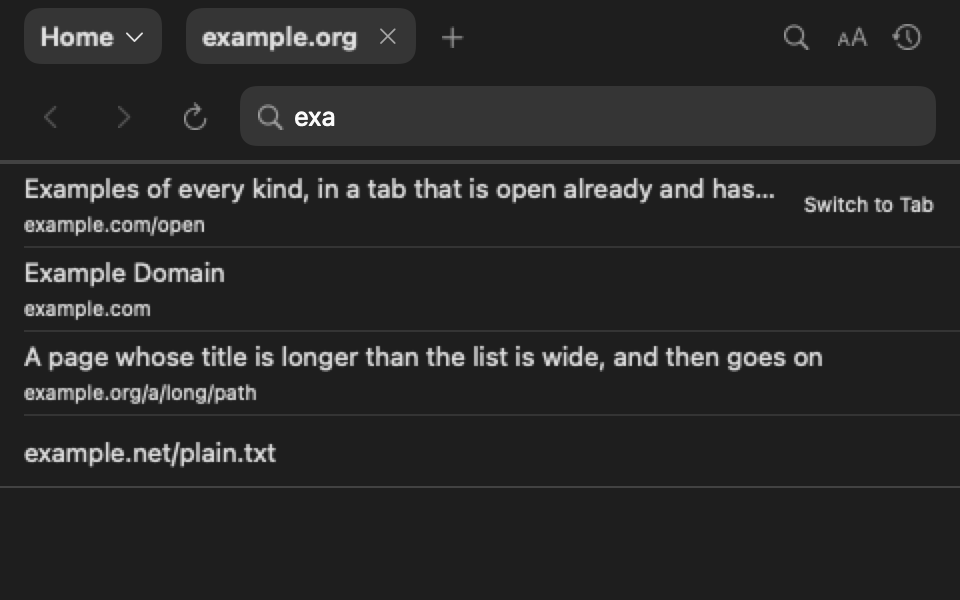 Home
example.org
AA
exa
Examples of every kind, in a tab that is open already and has...
Switch to Tab
example.com/open
Example Domain
example.com
A page whose title is longer than the list is wide, and then goes on
example.org/a/long/path
example.net/plain.txt